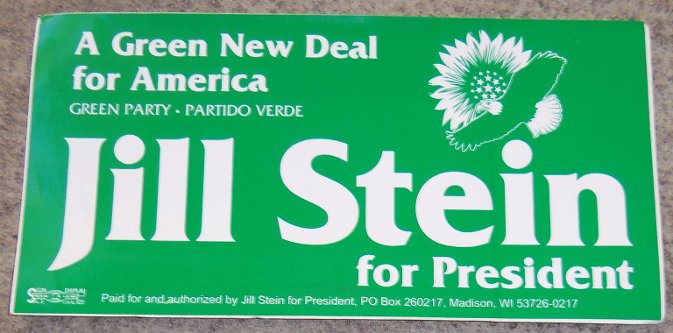 A Green New Deal
for America
GREEN PARTY • PARTIDO VERDE
Jill Stein
for President
Paid for and authorized by Jill Stein for President, PO Box 260217, Madison, WI 53726-0217